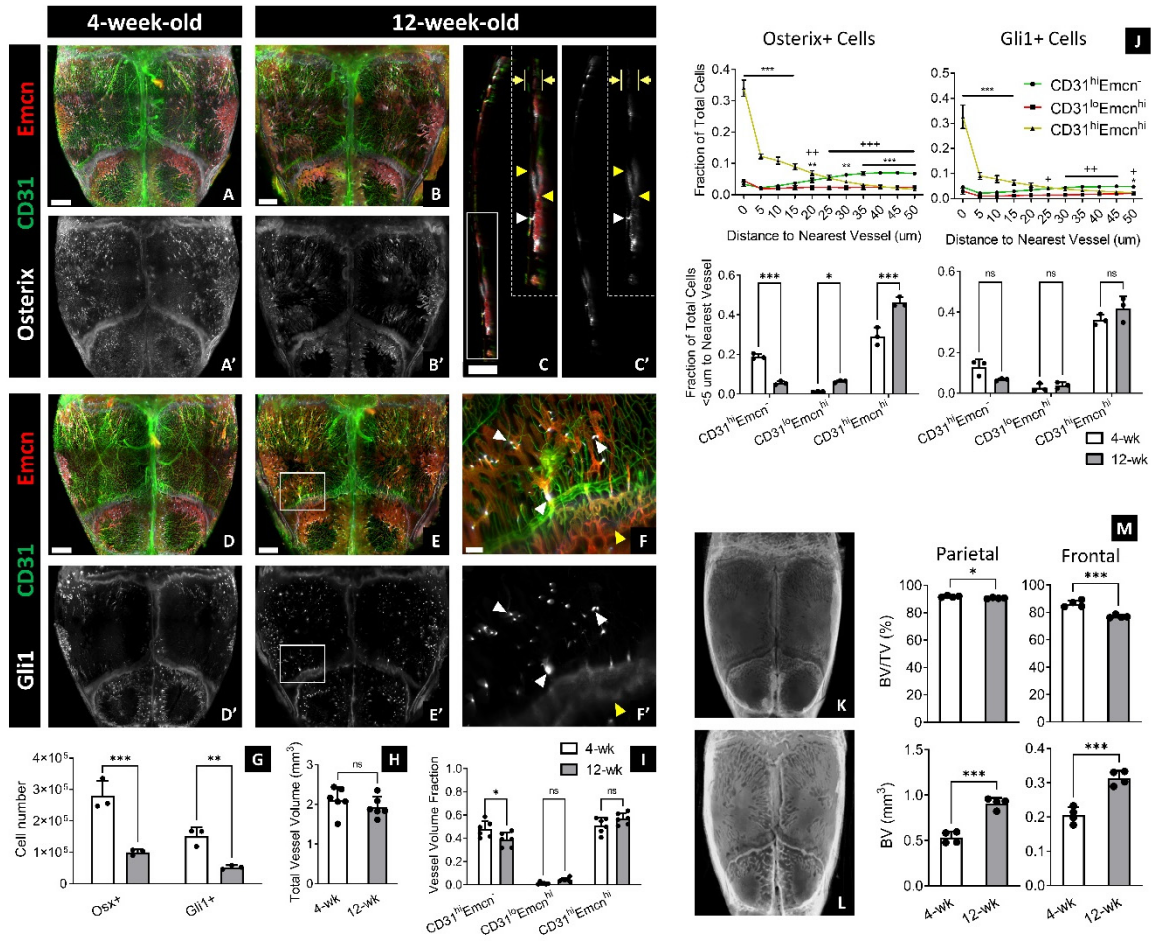 4-week-old
12-week-old
CD31 Emcn
Osterix
A
B
C
C'
A'
B'
CD31 Emcn
Gli1
D
E
F
D'
E'
F'
G
Cell number
4×10⁵
3×10⁵
2×10⁵
1×10⁵
0
***
**
Osx+
Gli1+
H
Total Vessel Volume (mm³)
3
2
1
0
ns
4-wk
12-wk
I
4-wk
12-wk
Vessel Volume Fraction
1.0
0.8
0.6
0.4
0.2
0.0
*
ns
ns
CD31ʰⁱEmcn⁻
CD31ˡᵒEmcnʰⁱ
CD31ʰⁱEmcnʰⁱ
J
Osterix+ Cells
Gli1+ Cells
Fraction of Total Cells
0.4
0.3
0.2
0.1
0.0
***
++
**
+++
**
***
0 5 10 15 20 25 30 35 40 45 50
Distance to Nearest Vessel (um)
0.5
0.4
0.3
0.2
0.1
0.0
***
+
++
+
*
0 5 10 15 20 25 30 35 40 45 50
Distance to Nearest Vessel (um)
CD31ʰⁱEmcn⁻
CD31ˡᵒEmcnʰⁱ
CD31ʰⁱEmcnʰⁱ
Fraction of Total Cells
<5 um to Nearest Vessel
0.6
0.4
0.2
0.0
***
*
***
CD31ʰⁱEmcn⁻
CD31ˡᵒEmcnʰⁱ
CD31ʰⁱEmcnʰⁱ
0.6
0.4
0.2
0.0
ns
ns
ns
CD31ʰⁱEmcn⁻
CD31ˡᵒEmcnʰⁱ
CD31ʰⁱEmcnʰⁱ
4-wk
12-wk
K
L
M
Parietal
Frontal
BV/TV (%)
100
80
60
40
20
0
*
100
80
60
40
20
0
***
BV (mm³)
1.5
1.0
0.5
0.0
***
4-wk
12-wk
0.4
0.3
0.2
0.1
0.0
***
4-wk
12-wk